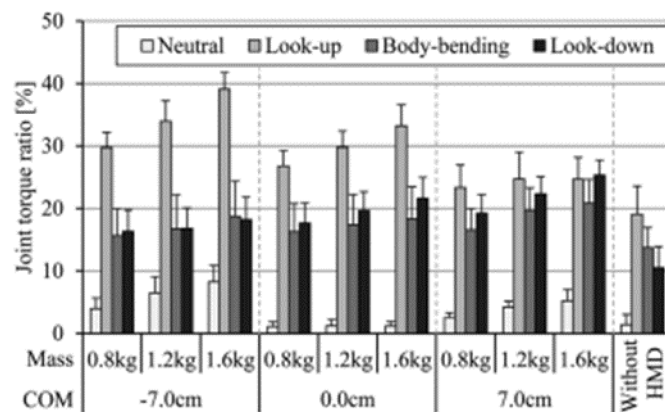 50
Neutral Look-up Body-bending Look-down
40
30
20
10
0
Joint torque ratio [%]
Mass 0.8kg 1.2kg 1.6kg 0.8kg 1.2kg 1.6kg 0.8kg 1.2kg 1.6kg
COM -7.0cm 0.0cm 7.0cm
Without
HMD